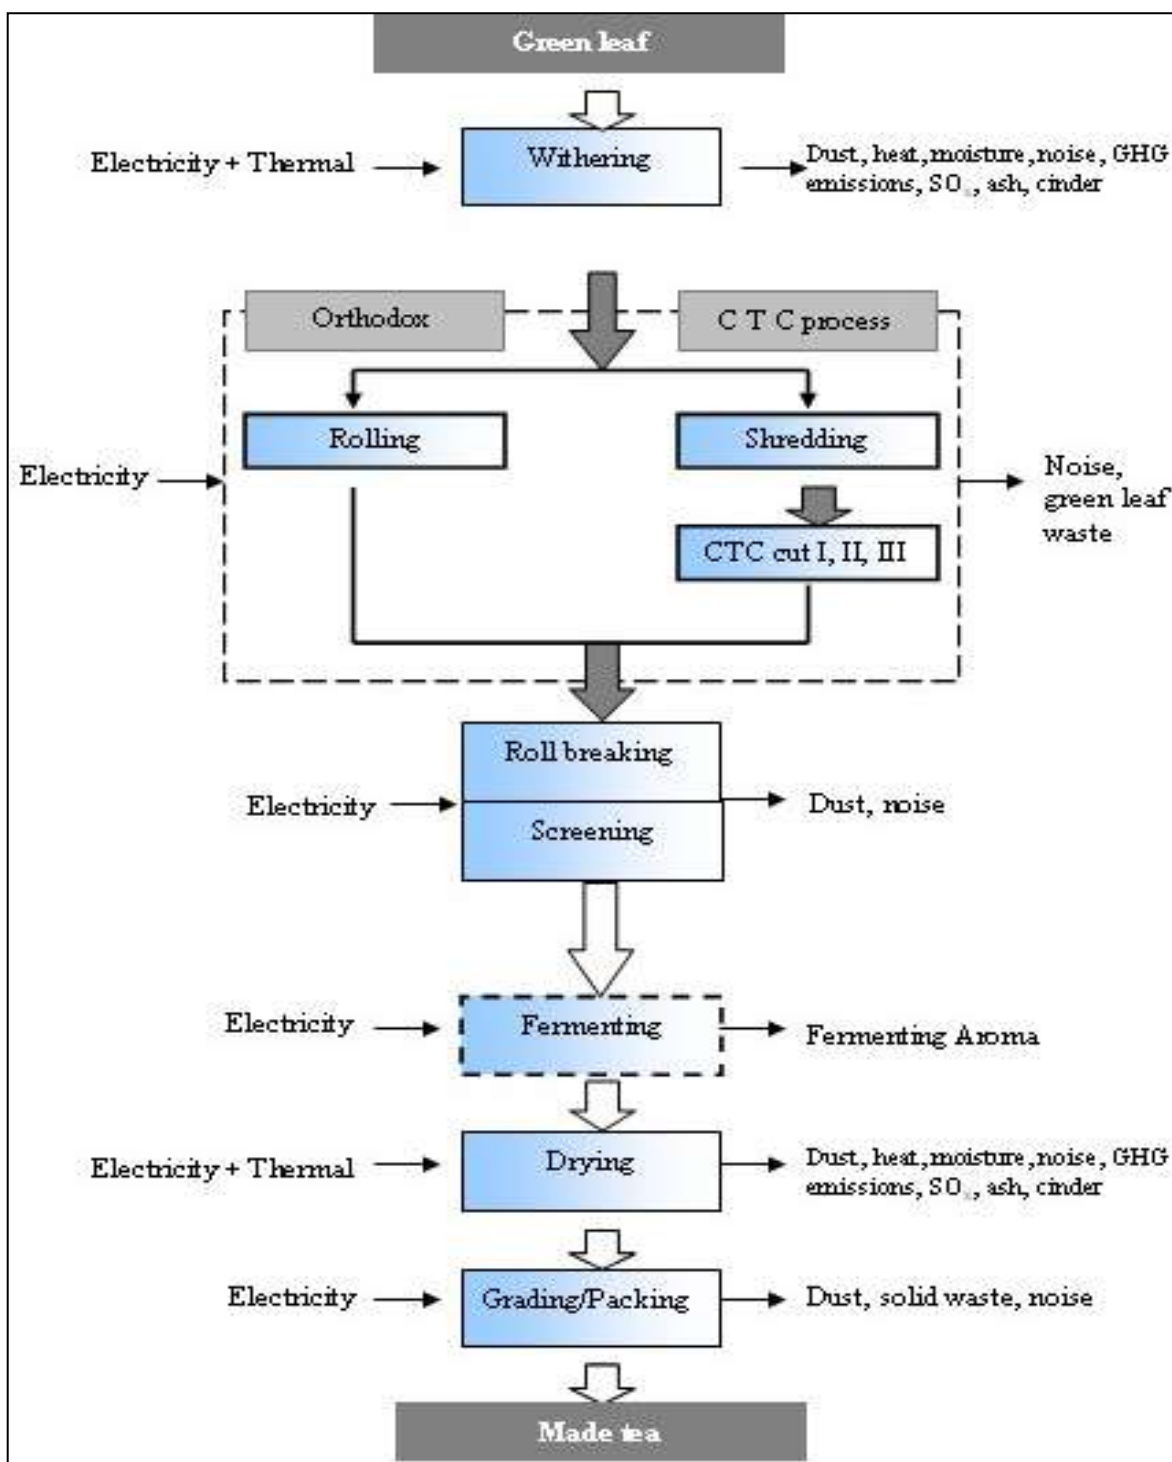 Green leaf
Electricity + Thermal
Withering
Dust, heat, moisture, noise, GHG
emissions, SOₓ, ash, cinder
Orthodox
C T C process
Rolling
Shredding
Electricity
Noise,
green leaf
waste
CTC cut I, II, III
Roll breaking
Electricity
Dust, noise
Screening
Electricity
Fermenting
Fermenting Aroma
Electricity + Thermal
Drying
Dust, heat, moisture, noise, GHG
emissions, SOₓ, ash, cinder
Electricity
Grading/Packing
Dust, solid waste, noise
Made tea